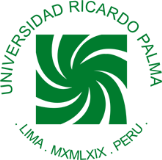 UNIVERSIDAD RICARDO PALMA
. LIMA . MXMLXIX . PERU .